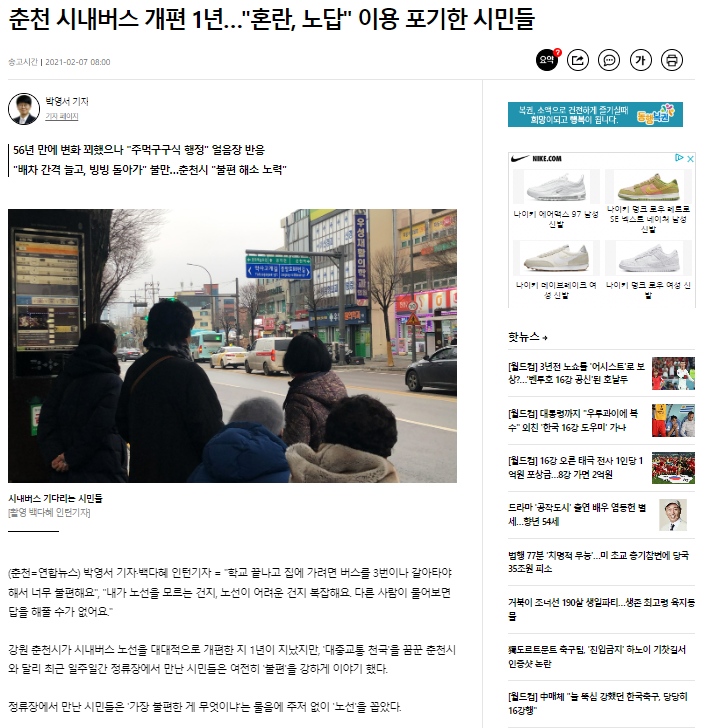 춘천 시내버스 개편 1년…"혼란, 노답" 이용 포기한 시민들
송고시간 | 2021-02-07 08:00
요약
가
박영서 기자
기자 페이지
56년 만에 변화 꾀했으나 "주먹구구식 행정" 얼음장 반응
"배차 간격 늘고, 빙빙 돌아가" 불만…춘천시 "불편 해소 노력"
시내버스 기다리는 시민들
[촬영 백다혜 인턴기자]
(춘천=연합뉴스) 박영서 기자·백다혜 인턴기자 = "학교 끝나고 집에 가려면 버스를 3번이나 갈아타야
해서 너무 불편해요", "내가 노선을 모르는 건지, 노선이 어려운 건지 복잡해요. 다른 사람이 물어보면
답을 해줄 수가 없어요."
강원 춘천시가 시내버스 노선을 대대적으로 개편한 지 1년이 지났지만, '대중교통 천국'을 꿈꾼 춘천시
와 달리 최근 일주일간 정류장에서 만난 시민들은 여전히 '불편'을 강하게 이야기 했다.
정류장에서 만난 시민들은 '가장 불편한 게 무엇이냐'는 물음에 주저 없이 '노선'을 꼽았다.
복권, 소액으로 건전하게 즐기실때
희망이되고 행복이 됩니다.
동행복권
NIKE.COM
나이키 에어맥스 97 남성
신발
나이키 덩크 로우 레트로
SE 넥스트 네이처 남성
신발
나이키 데이브레이크 여
성 신발
나이키 덩크 로우 여성 신
발
핫뉴스
[월드컵] 3년전 노쇼를 '어시스트'로 보
상?…'벤투호 16강 공신'된 호날두
[월드컵] 대통령까지 "우루과이에 복
수" 외친 '한국 16강 도우미' 가나
[월드컵] 16강 오른 태극 전사 1인당 1
억원 포상금…8강 가면 2억원
드라마 '공작도시' 출연 배우 염동헌 별
세…향년 54세
범행 77분 '치명적 무능'…미 초교 총기참변에 당국
35조원 피소
거북이 조너선 190살 생일파티…생존 최고령 육지동
물
獨도르트문트 축구팀, '진입금지' 하노이 기찻길서
인증샷 논란
[월드컵] 中매체 "늘 뚝심 강했던 한국축구, 당당히
16강행"